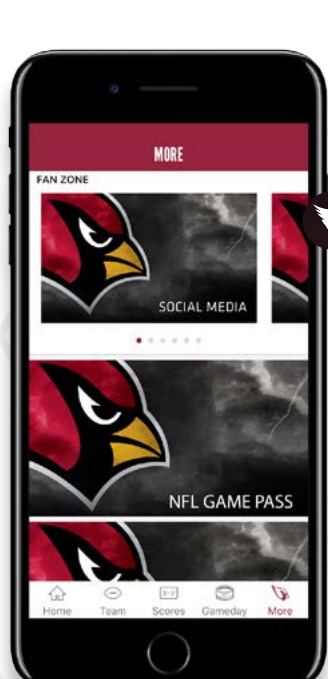 MORE
FAN ZONE
SOCIAL MEDIA
NFL GAME PASS
Home Team Scores Gameday More